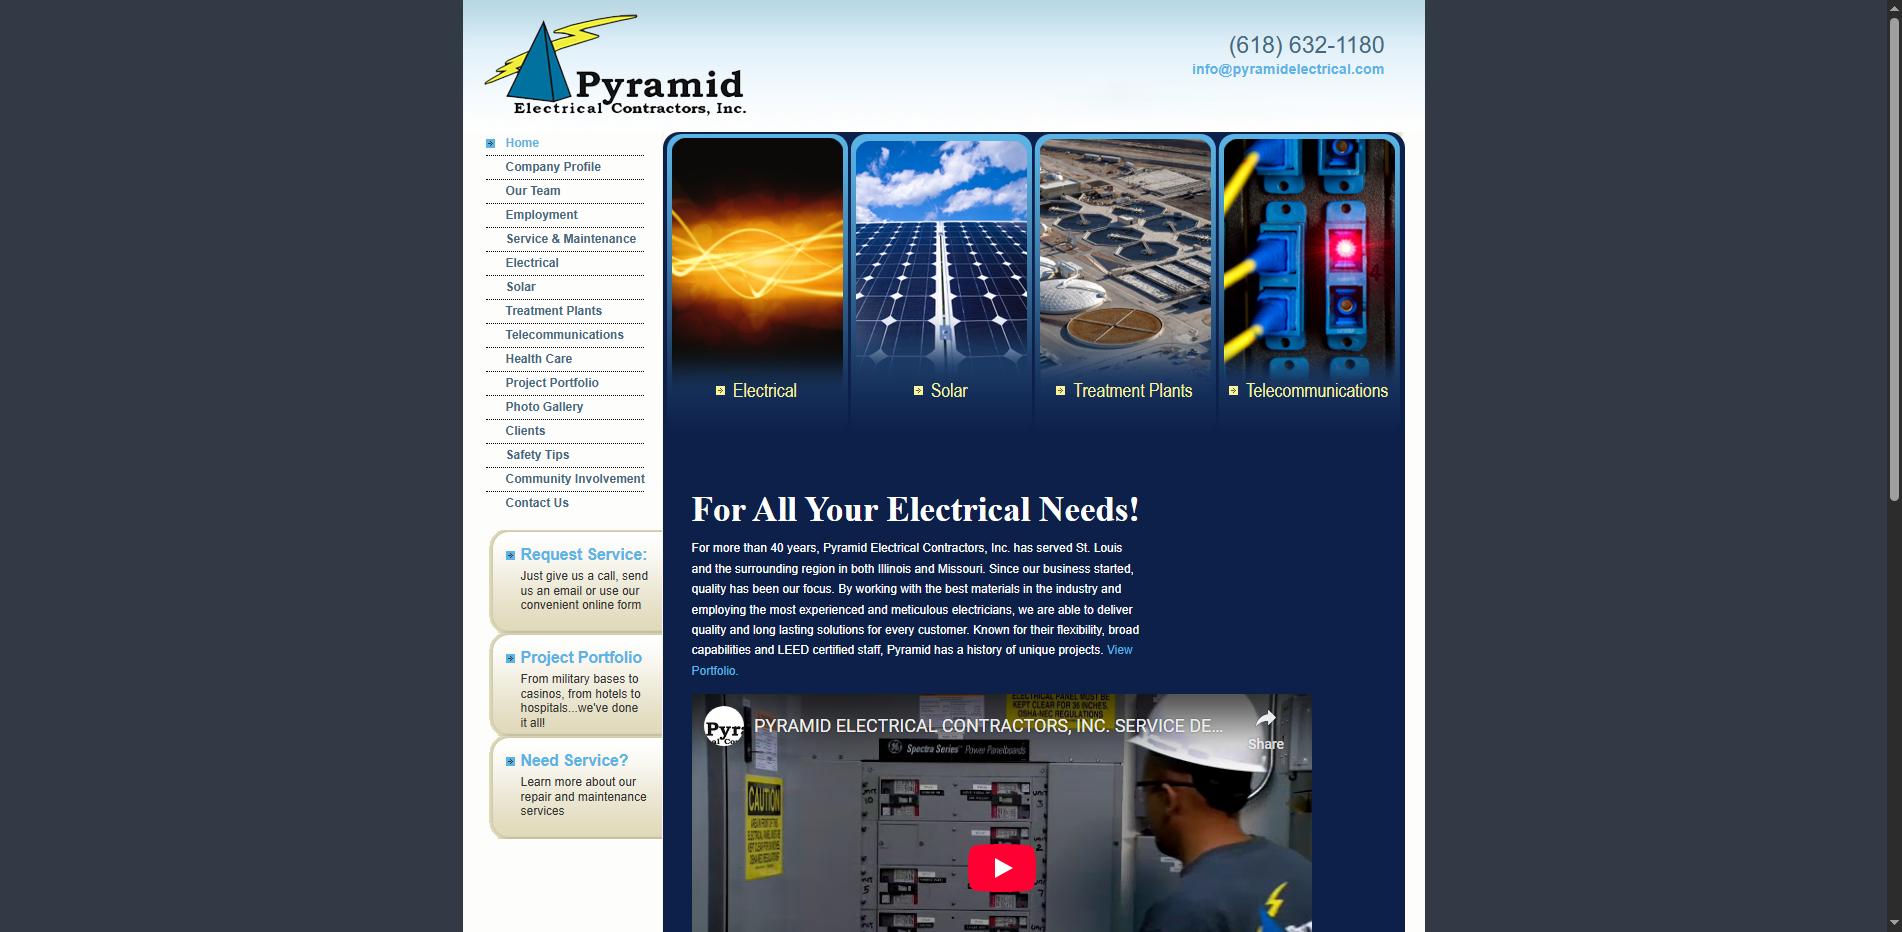 Pyramid
Electrical Contractors, Inc.
(618) 632-1180
info@pyramidelectrical.com
Home
Company Profile
Our Team
Employment
Service & Maintenance
Electrical
Solar
Treatment Plants
Telecommunications
Health Care
Project Portfolio
Photo Gallery
Clients
Safety Tips
Community Involvement
Contact Us
Request Service:
Just give us a call, send
us an email or use our
convenient online form
Project Portfolio
From military bases to
casinos, from hotels to
hospitals...we've done
it all!
Need Service?
Learn more about our
repair and maintenance
services
Electrical
Solar
Treatment Plants
Telecommunications
For All Your Electrical Needs!
For more than 40 years, Pyramid Electrical Contractors, Inc. has served St. Louis
and the surrounding region in both Illinois and Missouri. Since our business started,
quality has been our focus. By working with the best materials in the industry and
employing the most experienced and meticulous electricians, we are able to deliver
quality and long lasting solutions for every customer. Known for their flexibility, broad
capabilities and LEED certified staff, Pyramid has a history of unique projects. View
Portfolio.
ELECTRICAL PANEL MUST BE
KEPT CLEAR FOR 36 INCHES.
OSHA-NEC REGULATIONS
PYRAMID ELECTRICAL CONTRACTORS, INC. SERVICE DE...
Share
Spectra Series™ Power Panelboards
UNIT
10
UNIT
3
CAUTION